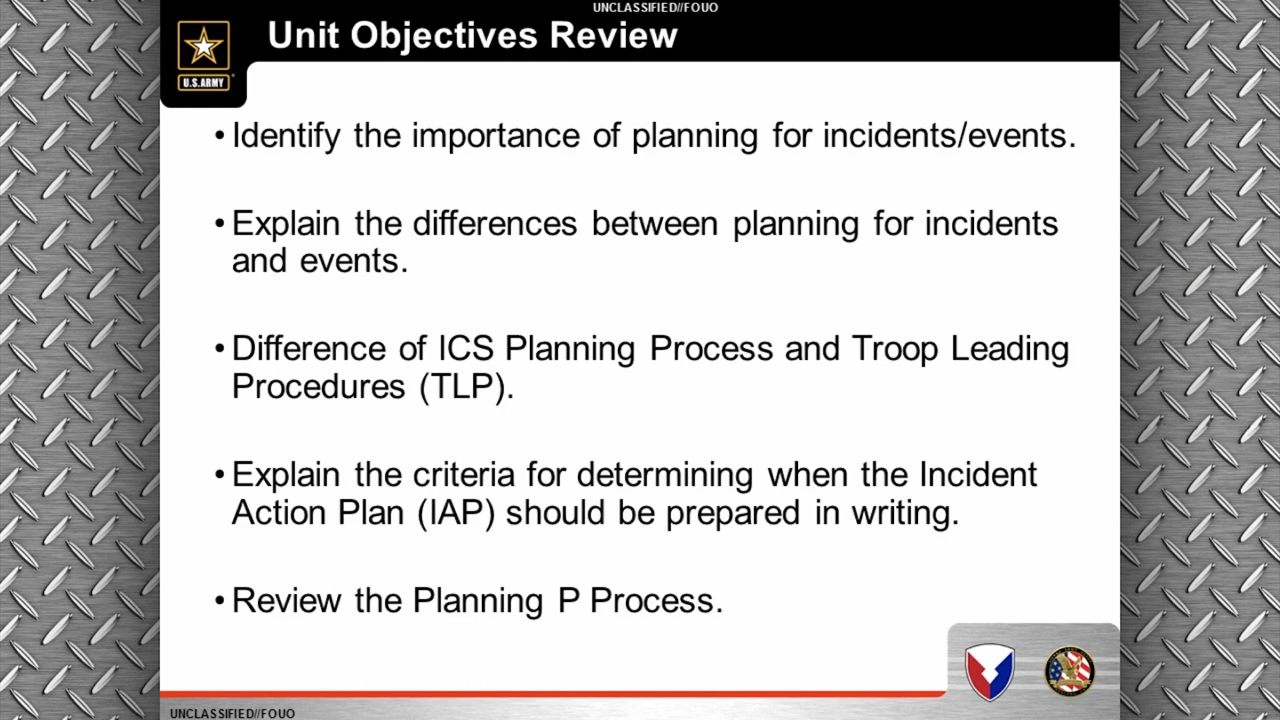 UNCLASSIFIED//FOUO
Unit Objectives Review
U.S.ARMY
•Identify the importance of planning for incidents/events.
•Explain the differences between planning for incidents
and events.
•Difference of ICS Planning Process and Troop Leading
Procedures (TLP).
•Explain the criteria for determining when the Incident
Action Plan (IAP) should be prepared in writing.
•Review the Planning P Process.
UNCLASSIFIED//FOUO